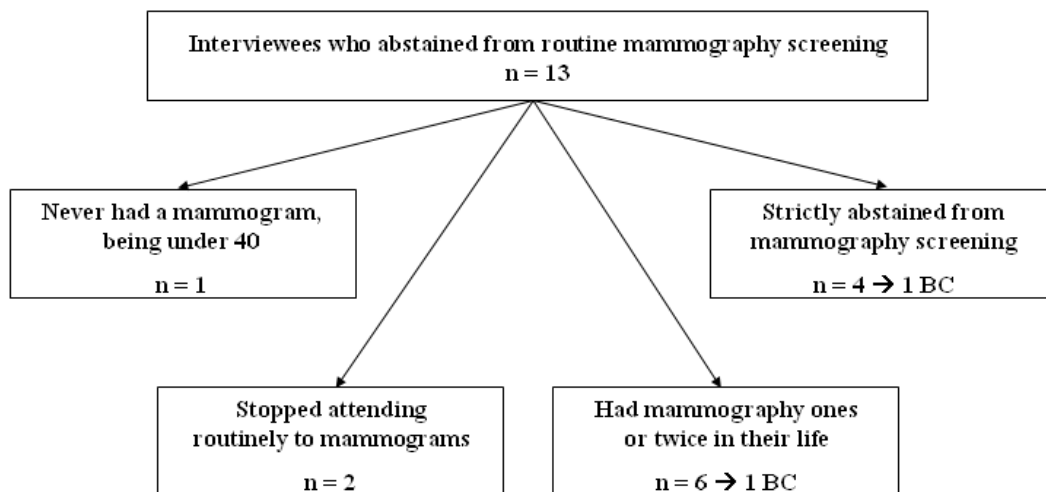 Interviewees who abstained from routine mammography screening
n = 13
Never had a mammogram,
being under 40
n = 1
Strictly abstained from
mammography screening
n = 4 → 1 BC
Stopped attending
routinely to mammograms
n = 2
Had mammography ones
or twice in their life
n = 6 → 1 BC